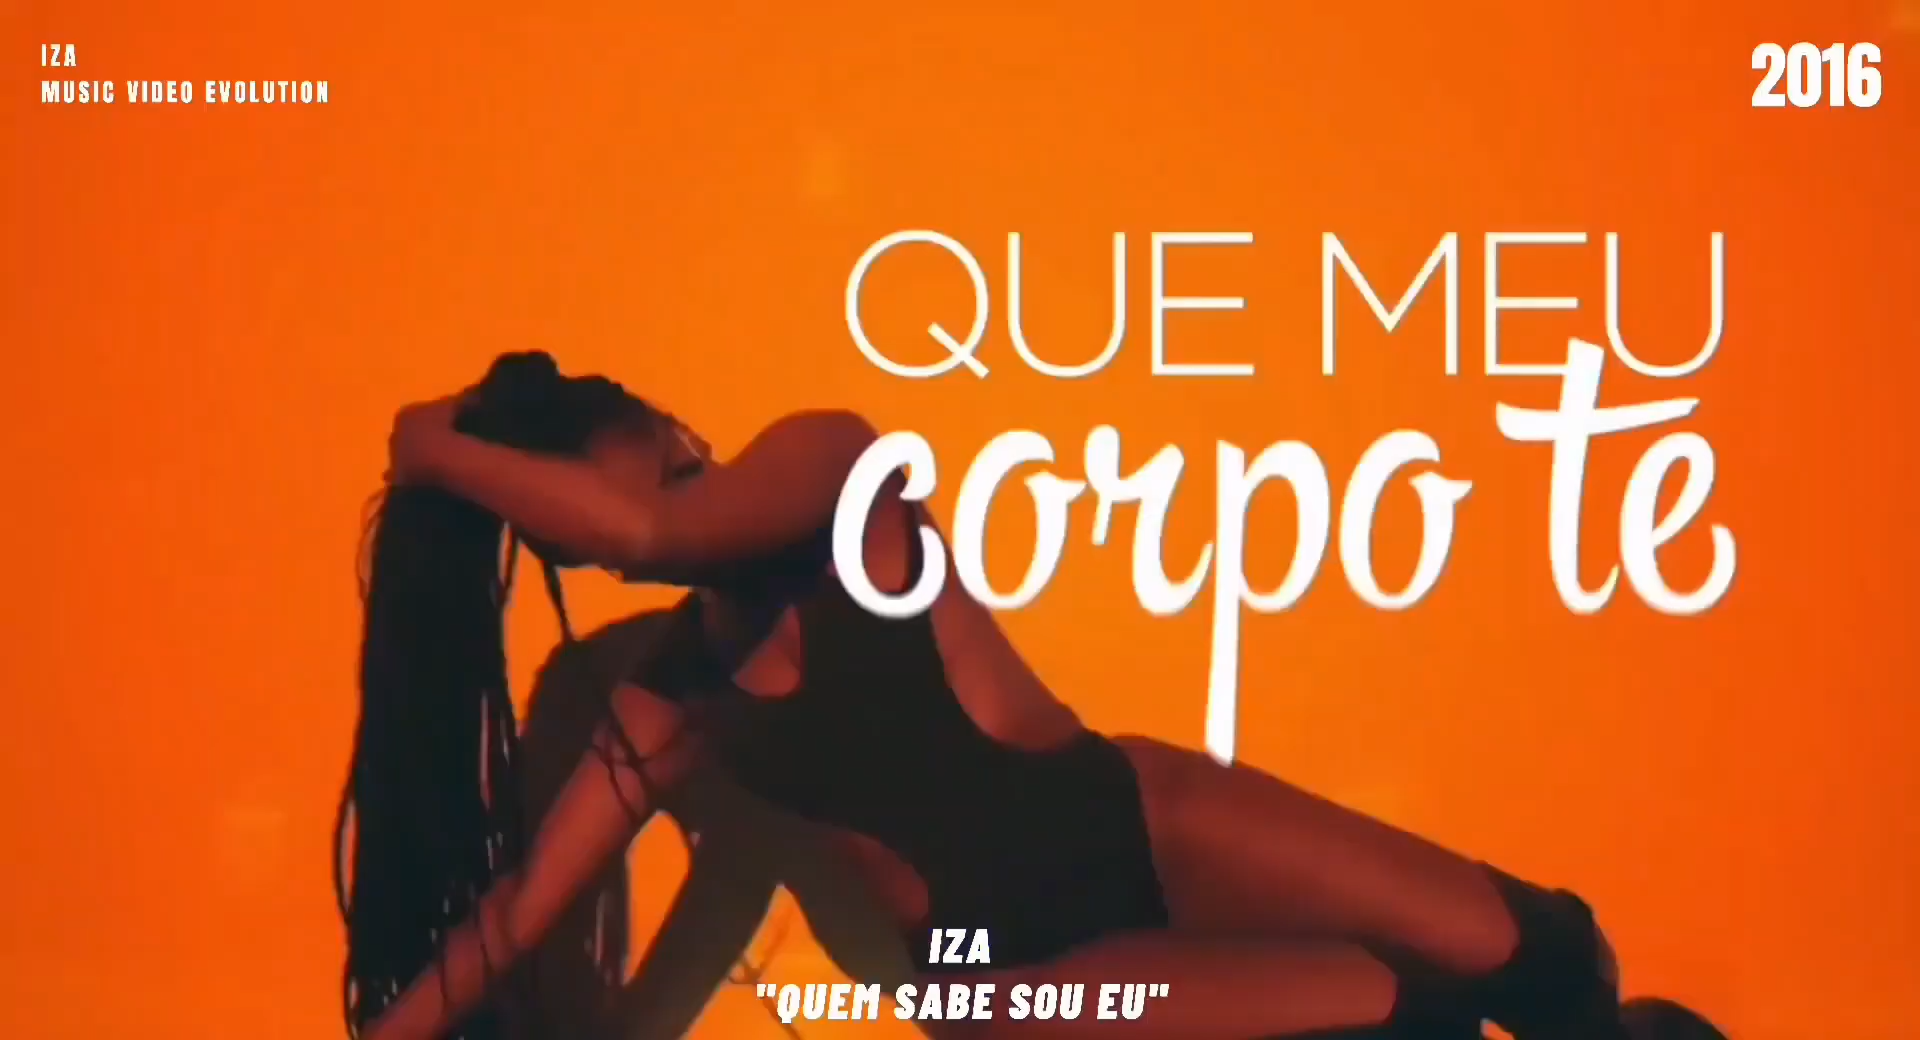 IZA
MUSIC VIDEO EVOLUTION
2016
QUE MEU
corpo te
IZA
"QUEM SABE SOU EU"